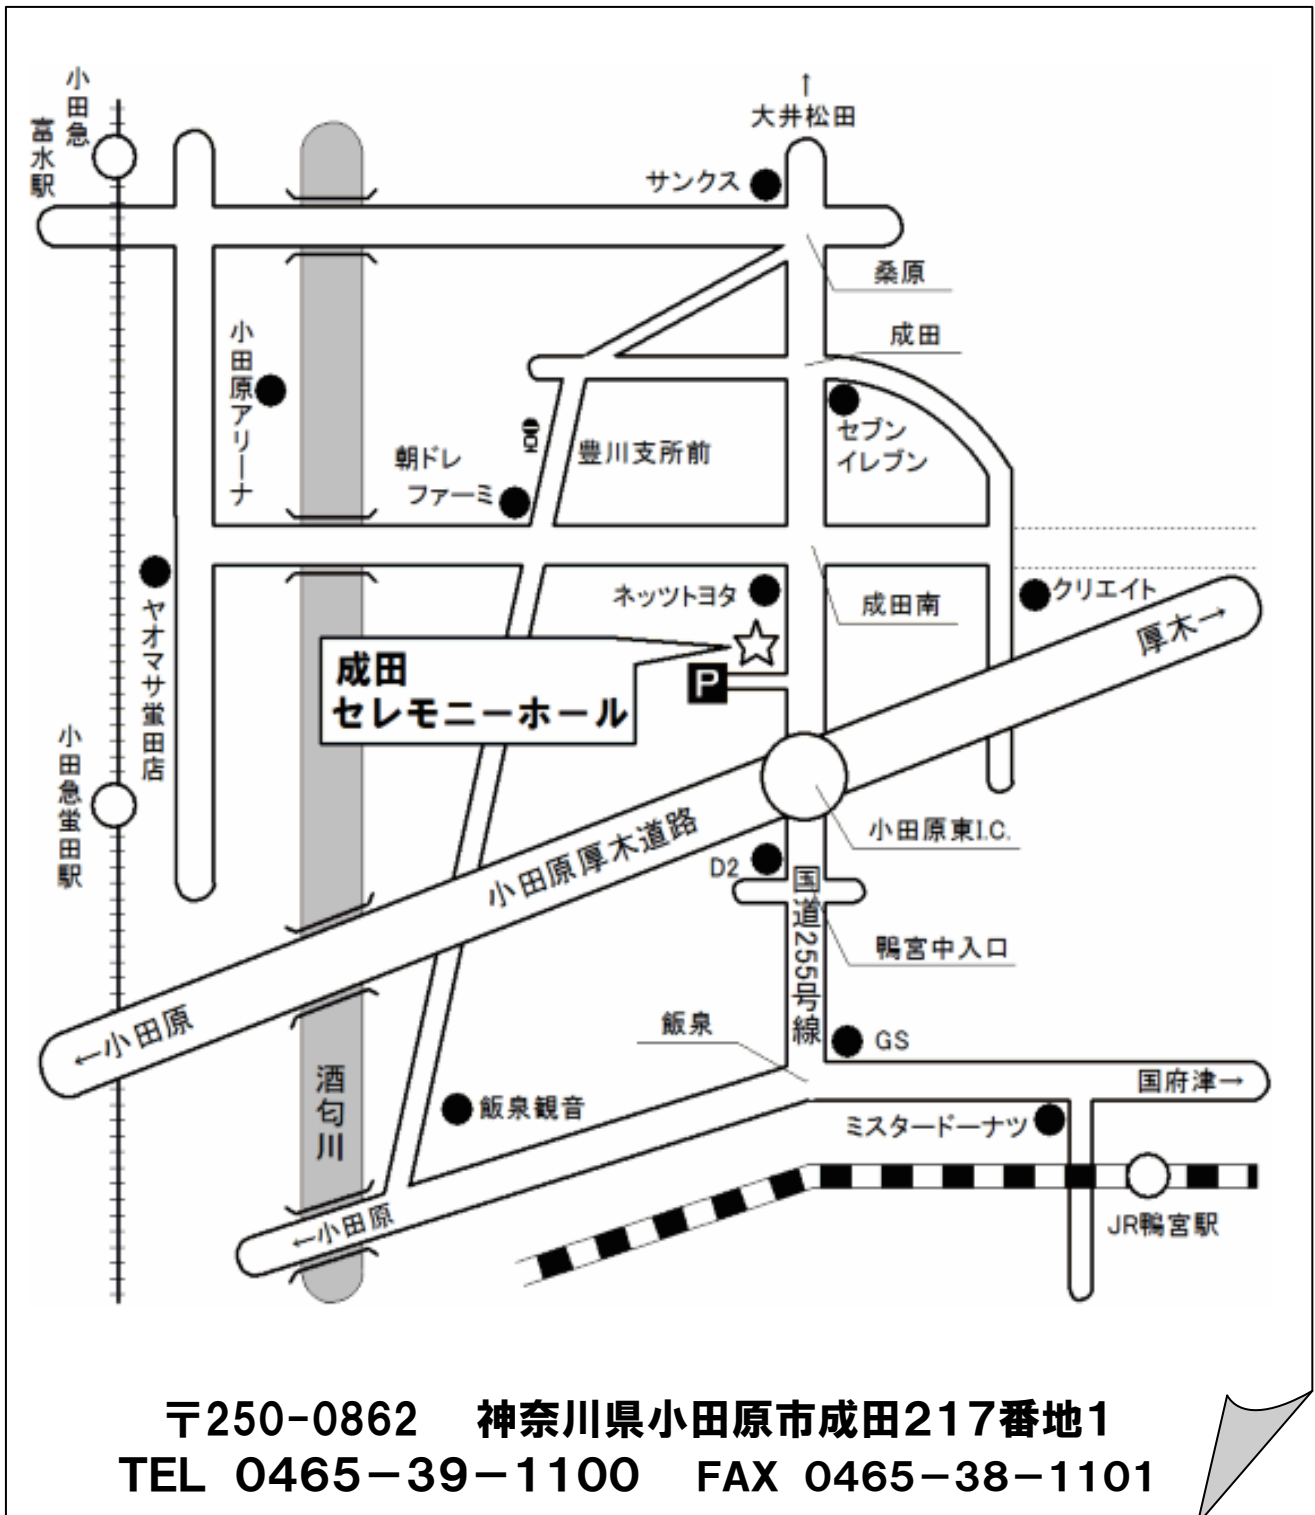 小田急
富水駅
↑
大井松田
サンクス
桑原
成田
小田原アリーナ
セブン
イレブン
豊川支所前
朝ドレ
ファーミ
ネッツトヨタ
成田南
クリエイト
厚木→
ヤオマサ蛍田店
成田
セレモニーホール
P
小田急蛍田駅
小田原厚木道路
小田原東I.C.
D2
国道255号線
鴨宮中入口
←小田原
飯泉
GS
国府津→
酒匂川
飯泉観音
ミスタードーナツ
←小田原
JR鴨宮駅
〒250-0862 神奈川県小田原市成田217番地1
TEL 0465-39-1100 FAX 0465-38-1101